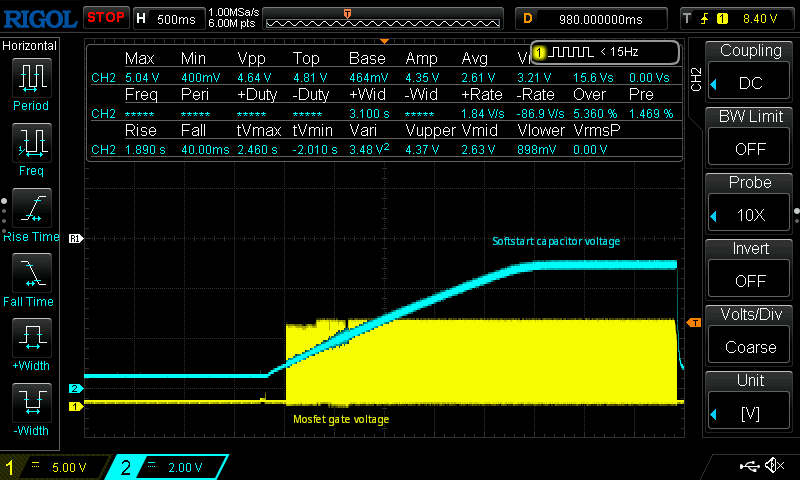 RIGOL STOP H 500ms 1.00MSa/s 6.00M pts T D 980.000000ms T 1 8.40 V
Horizontal
Period
Freq
Rise Time
Fall Time
+Width
-Width
Max Min Vpp Top Base Amp Avg
CH2 5.04 V 400mV 4.64 V 4.81 V 464mV 4.35 V 2.61 V 3.21 V 15.6 Vs 0.00 Vs
1 < 15Hz
Freq Peri +Duty -Duty +Wid -Wid +Rate -Rate Over Pre
CH2 ***** ***** ***** ***** 3.100 s ***** 1.84 V/s -86.9 V/s 5.360 % 1.469 %
Rise Fall tVmax tVmin Vari Vupper Vmid Vlower VrmsP
CH2 1.890 s 40.00ms 2.460 s -2.010 s 3.48 V² 4.37 V 2.63 V 898mV 0.00 V
R1
Softstart capacitor voltage
T
2
1
Mosfet gate voltage
CH2
Coupling
DC
BW Limit
OFF
Probe
10X
Invert
OFF
Volts/Div
Coarse
Unit
[V]
1 5.00 V 2 2.00 V